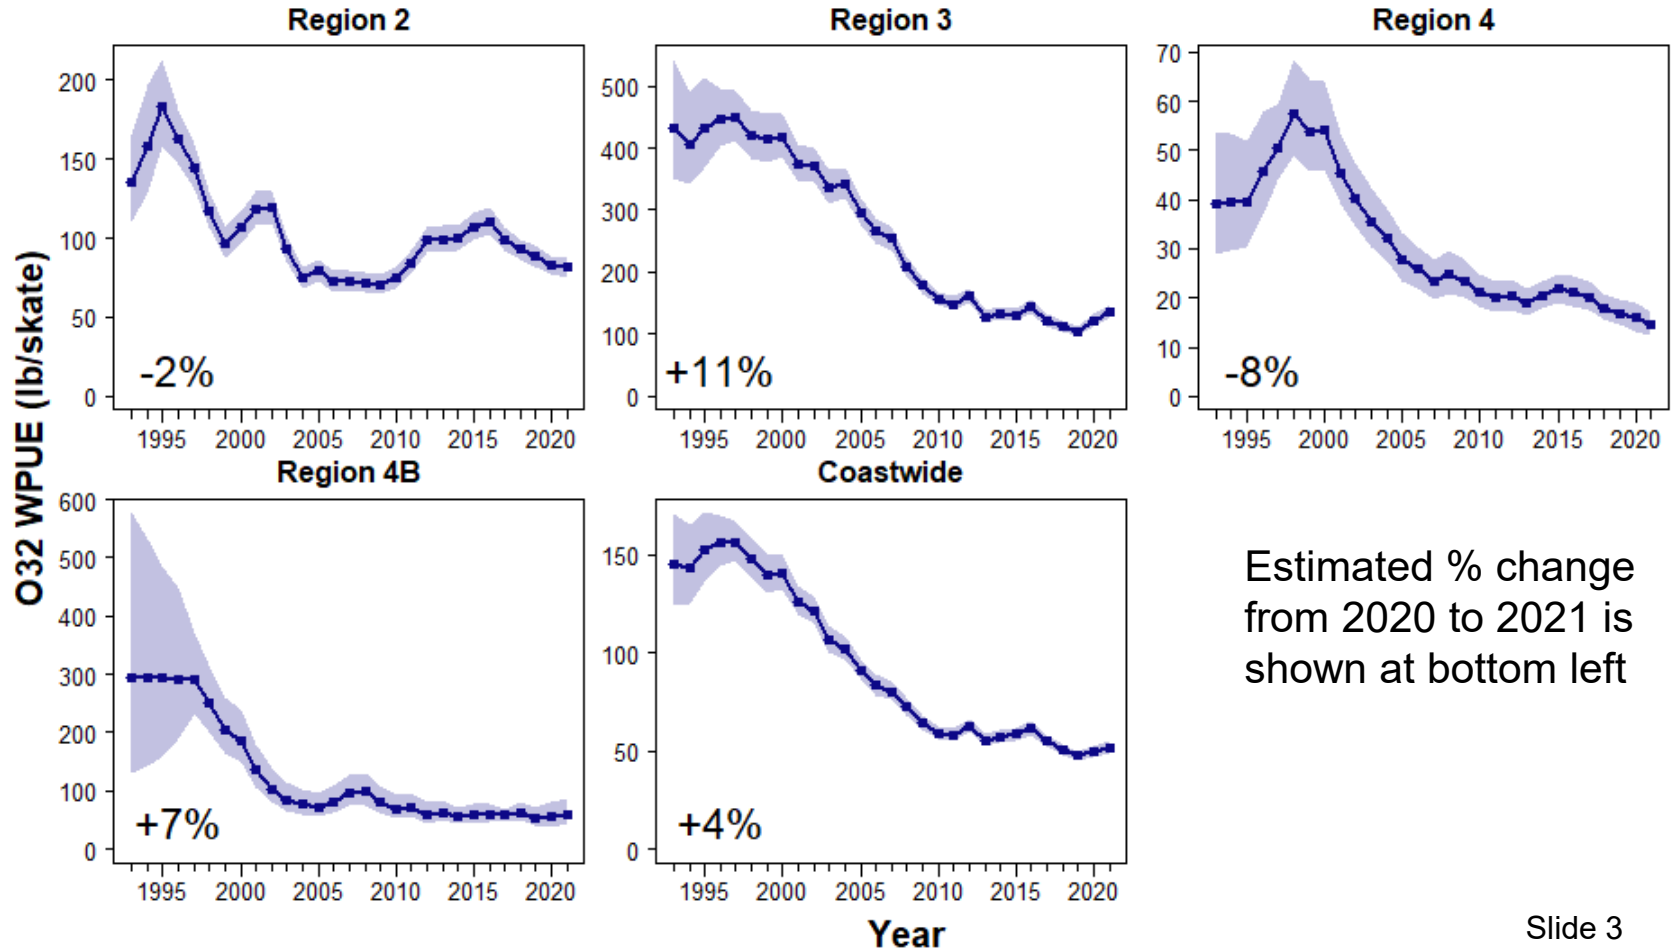 Region 2
Region 3
Region 4
O32 WPUE (lb/skate)
200
150
100
50
0
-2%
1995 2000 2005 2010 2015 2020
500
400
300
200
100
0
+11%
1995 2000 2005 2010 2015 2020
70
60
50
40
30
20
10
0
-8%
1995 2000 2005 2010 2015 2020
Region 4B
Coastwide
600
500
400
300
200
100
0
+7%
1995 2000 2005 2010 2015 2020
150
100
50
0
+4%
1995 2000 2005 2010 2015 2020
Estimated % change
from 2020 to 2021 is
shown at bottom left
Year
Slide 3